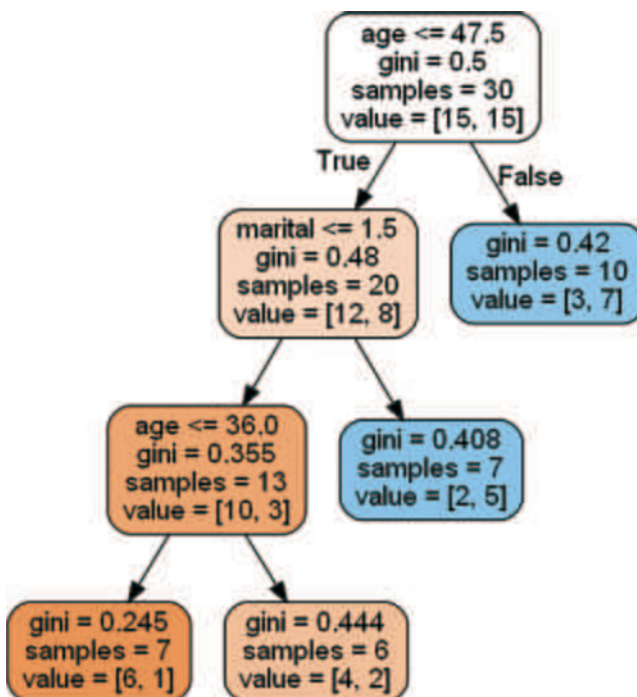 age <= 47.5
gini = 0.5
samples = 30
value = [15, 15]
True
False
marital <= 1.5
gini = 0.48
samples = 20
value = [12, 8]
gini = 0.42
samples = 10
value = [3, 7]
age <= 36.0
gini = 0.355
samples = 13
value = [10, 3]
gini = 0.408
samples = 7
value = [2, 5]
gini = 0.245
samples = 7
value = [6, 1]
gini = 0.444
samples = 6
value = [4, 2]